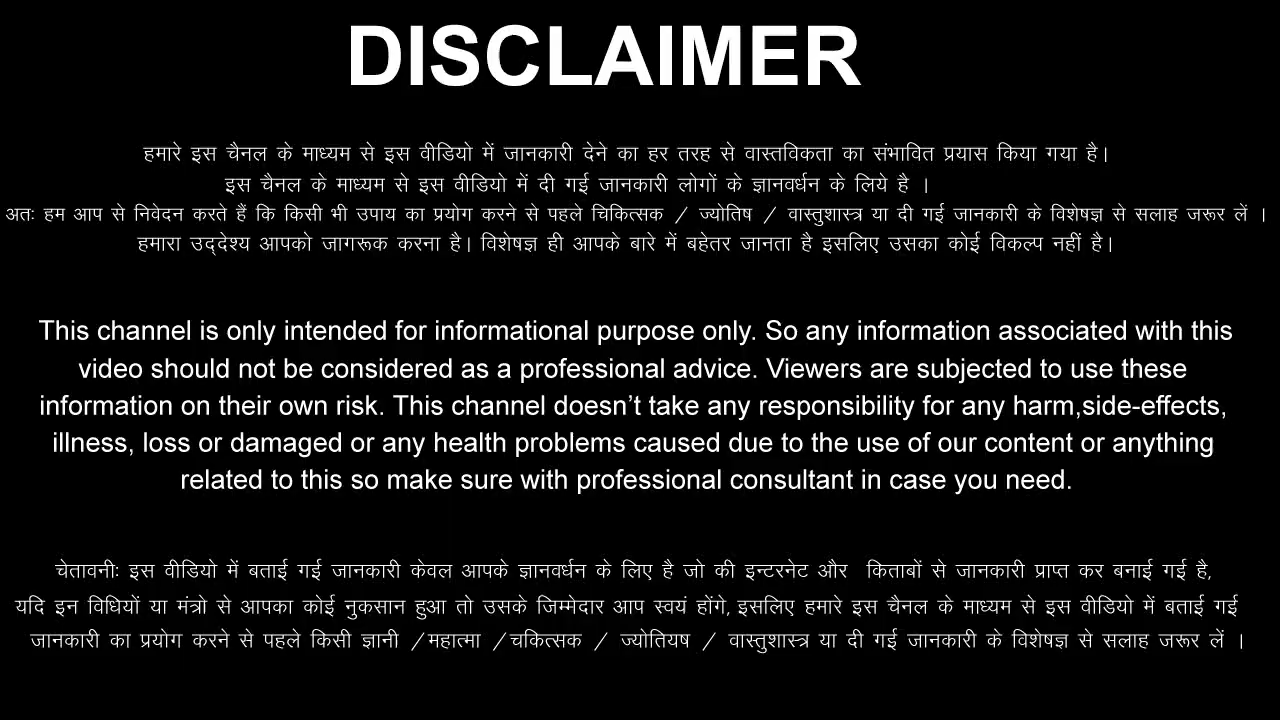 DISCLAIMER
हमारे इस चैनल के माध्यम से इस वीडियो में जानकारी देने का हर तरह से वास्तविकता का संभावित प्रयास किया गया है।
इस चैनल के माध्यम से इस वीडियो में दी गई जानकारी लोगों के ज्ञानवर्धन के लिये है ।
अतः हम आप से निवेदन करते हैं कि किसी भी उपाय का प्रयोग करने से पहले चिकित्सक / ज्योतिष / वास्तुशास्त्र या दी गई जानकारी के विशेषज्ञ से सलाह जरूर लें ।
हमारा उद्देश्य आपको जागरूक करना है। विशेषज्ञ ही आपके बारे में बहेतर जानता है इसलिए उसका कोई विकल्प नहीं है।
This channel is only intended for informational purpose only. So any information associated with this
video should not be considered as a professional advice. Viewers are subjected to use these
information on their own risk. This channel doesn’t take any responsibility for any harm,side-effects,
illness, loss or damaged or any health problems caused due to the use of our content or anything
related to this so make sure with professional consultant in case you need.
चेतावनीः इस वीडियो में बताई गई जानकारी केवल आपके ज्ञानवर्धन के लिए है जो की इन्टरनेट और किताबों से जानकारी प्राप्त कर बनाई गई है,
यदि इन विधियों या मंत्रो से आपका कोई नुकसान हुआ तो उसके जिम्मेदार आप स्वयं होंगे, इसलिए हमारे इस चैनल के माध्यम से इस वीडियो में बताई गई
जानकारी का प्रयोग करने से पहले किसी ज्ञानी /महात्मा /चकित्सक / ज्योतियष / वास्तुशास्त्र या दी गई जानकारी के विशेषज्ञ से सलाह जरूर लें ।